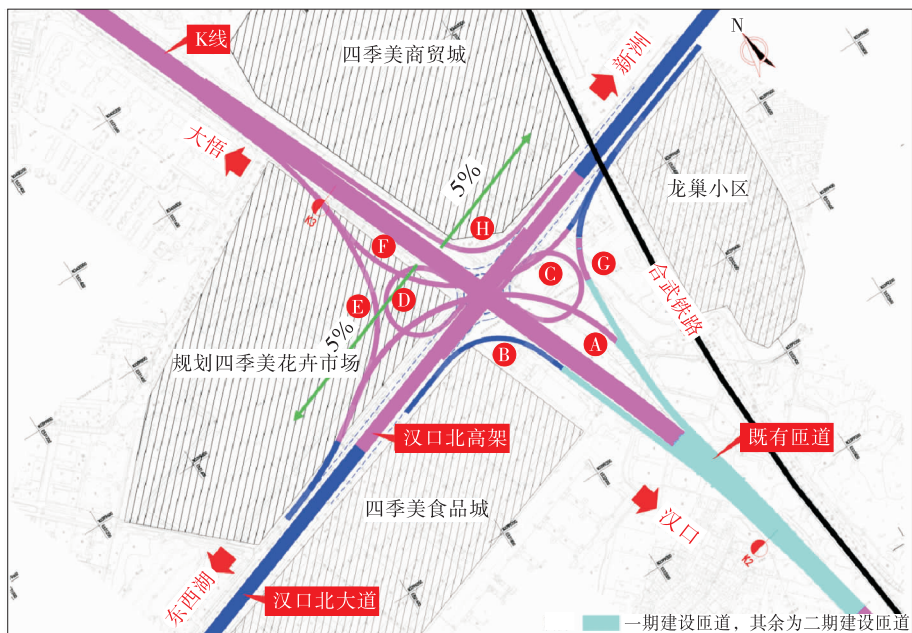 K线
四季美商贸城
N
新洲
大悟
5%
龙巢小区
K3
H
F
C
G
合武铁路
D
E
5%
A
规划四季美花卉市场
B
汉口北高架
既有匝道
四季美食品城
汉口
K2
东西湖
汉口北大道
一期建设匝道，其余为二期建设匝道